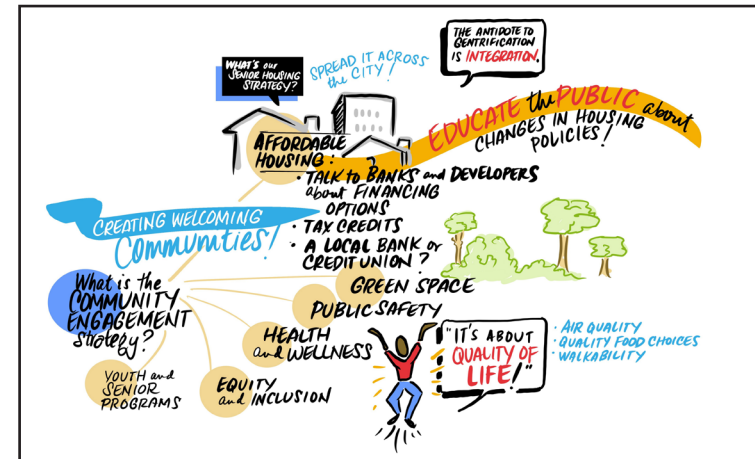 WHAT'S our
SENIOR HOUSING
STRATEGY?
SPREAD IT ACROSS
the CITY!
THE ANTIDOTE TO
GENTRIFICATION
IS INTEGRATION.
EDUCATE the PUBLIC about
CHANGES IN HOUSING
POLICIES!
AFFORDABLE
HOUSING:
• TALK to BANKS and DEVELOPERS
about FINANCING
OPTIONS
• TAX CREDITS
• A LOCAL BANK or
CREDIT UNION?
CREATING WELCOMING
COMMUNITIES!
What is the
COMMUNITY
ENGAGEMENT
Strategy?
GREEN SPACE
PUBLIC SAFETY
HEALTH
and WELLNESS
EQUITY
and INCLUSION
YOUTH and
SENIOR
PROGRAMS
"IT'S ABOUT
QUALITY OF
LIFE!"
• AIR QUALITY
• QUALITY FOOD CHOICES
• WALKABILITY